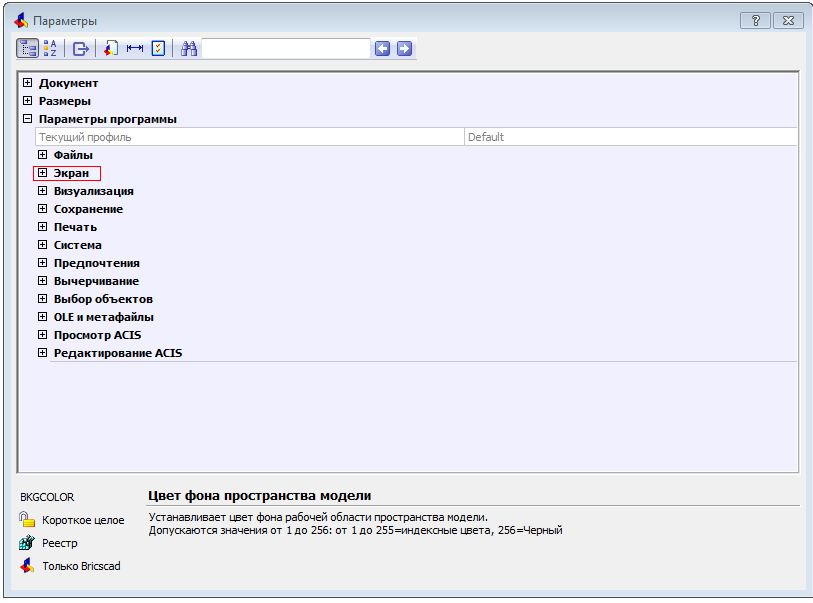 Параметры
Документ
Размеры
Параметры программы
Текущий профиль Default
Файлы
Экран
Визуализация
Сохранение
Печать
Система
Предпочтения
Вычерчивание
Выбор объектов
OLE и метафайлы
Просмотр ACIS
Редактирование ACIS
BKGCOLOR
Короткое целое
Реестр
Только Bricscad
Цвет фона пространства модели
Устанавливает цвет фона рабочей области пространства модели.
Допускаются значения от 1 до 256: от 1 до 255=индексные цвета, 256=Черный